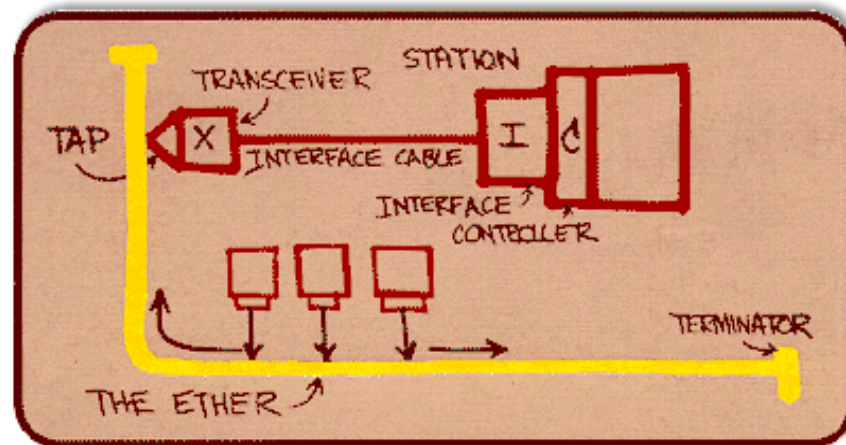 STATION
TRANSCEIVER
TAP
X
I
C
INTERFACE CABLE
INTERFACE
CONTROLLER
TERMINATOR
THE ETHER